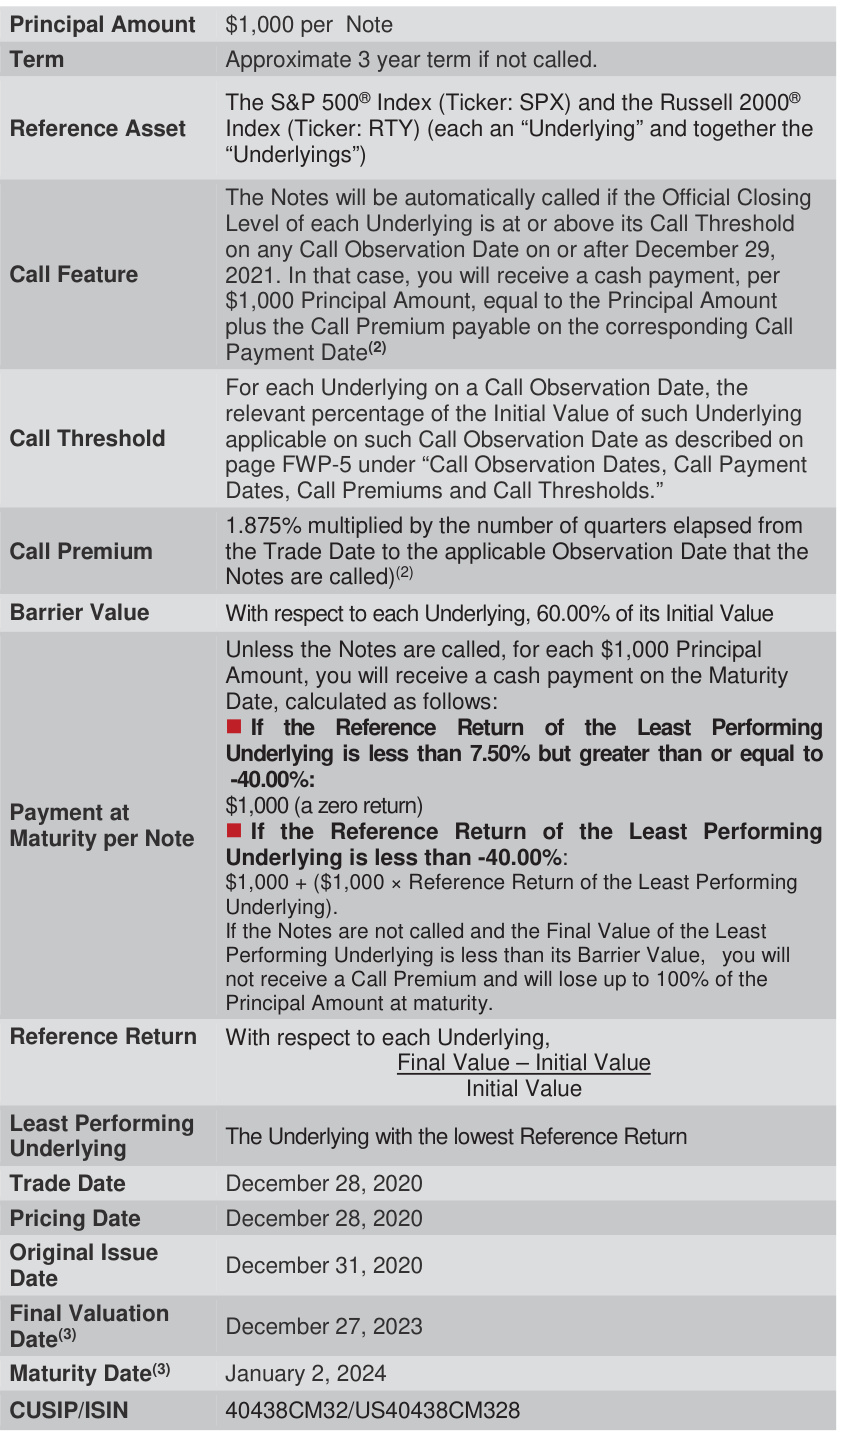 Principal Amount
$1,000 per Note
Term
Approximate 3 year term if not called.
Reference Asset
The S&P 500® Index (Ticker: SPX) and the Russell 2000®
Index (Ticker: RTY) (each an “Underlying” and together the
“Underlyings”)
Call Feature
The Notes will be automatically called if the Official Closing
Level of each Underlying is at or above its Call Threshold
on any Call Observation Date on or after December 29,
2021. In that case, you will receive a cash payment, per
$1,000 Principal Amount, equal to the Principal Amount
plus the Call Premium payable on the corresponding Call
Payment Date(2)
Call Threshold
For each Underlying on a Call Observation Date, the
relevant percentage of the Initial Value of such Underlying
applicable on such Call Observation Date as described on
page FWP-5 under “Call Observation Dates, Call Payment
Dates, Call Premiums and Call Thresholds.”
Call Premium
1.875% multiplied by the number of quarters elapsed from
the Trade Date to the applicable Observation Date that the
Notes are called)(2)
Barrier Value
With respect to each Underlying, 60.00% of its Initial Value
Payment at
Maturity per Note
Unless the Notes are called, for each $1,000 Principal
Amount, you will receive a cash payment on the Maturity
Date, calculated as follows:
■ If the Reference Return of the Least Performing
Underlying is less than 7.50% but greater than or equal to
-40.00%:
$1,000 (a zero return)
■ If the Reference Return of the Least Performing
Underlying is less than -40.00%:
$1,000 + ($1,000 × Reference Return of the Least Performing
Underlying).
If the Notes are not called and the Final Value of the Least
Performing Underlying is less than its Barrier Value, you will
not receive a Call Premium and will lose up to 100% of the
Principal Amount at maturity.
Reference Return
With respect to each Underlying,
Final Value – Initial Value
Initial Value
Least Performing
Underlying
The Underlying with the lowest Reference Return
Trade Date
December 28, 2020
Pricing Date
December 28, 2020
Original Issue
Date
December 31, 2020
Final Valuation
Date(3)
December 27, 2023
Maturity Date(3)
January 2, 2024
CUSIP/ISIN
40438CM32/US40438CM328